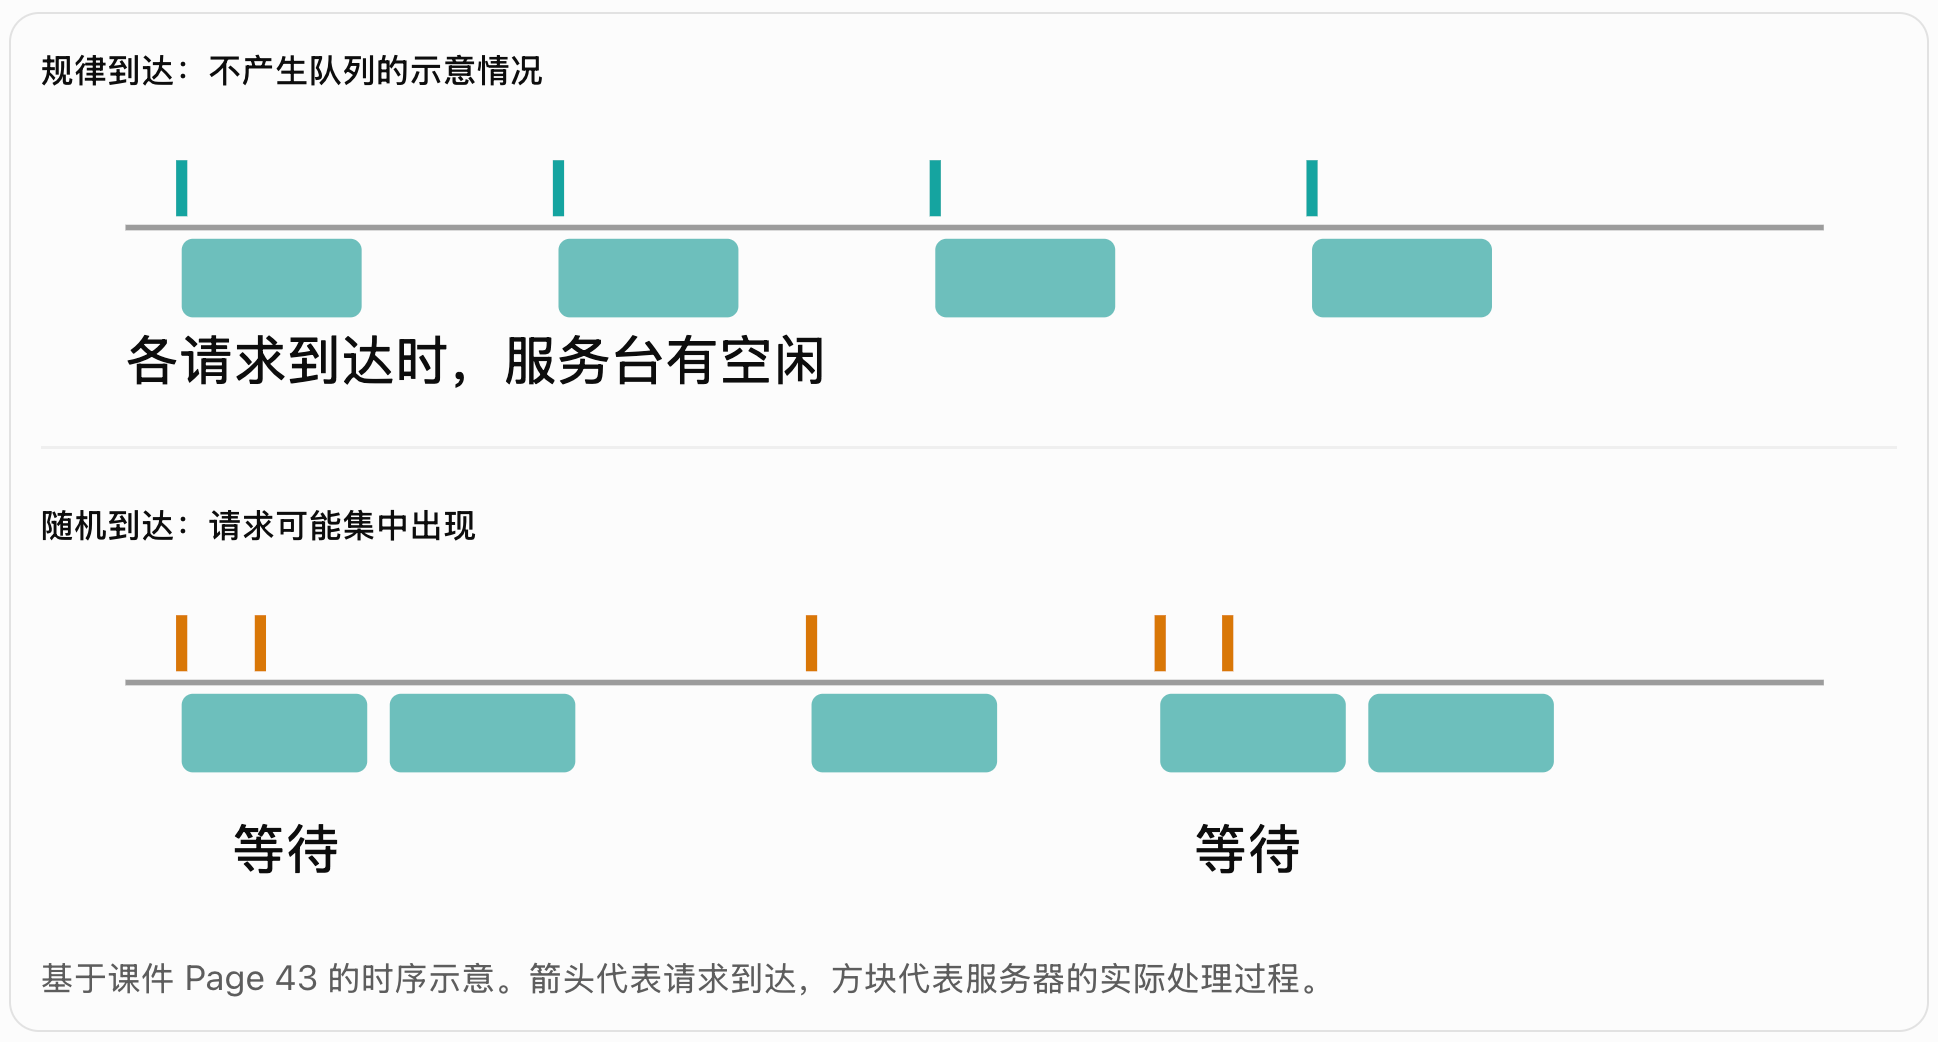 规律到达：不产生队列的示意情况
各请求到达时，服务台有空闲
随机到达：请求可能集中出现
等待 等待
基于课件 Page 43 的时序示意。箭头代表请求到达，方块代表服务器的实际处理过程。